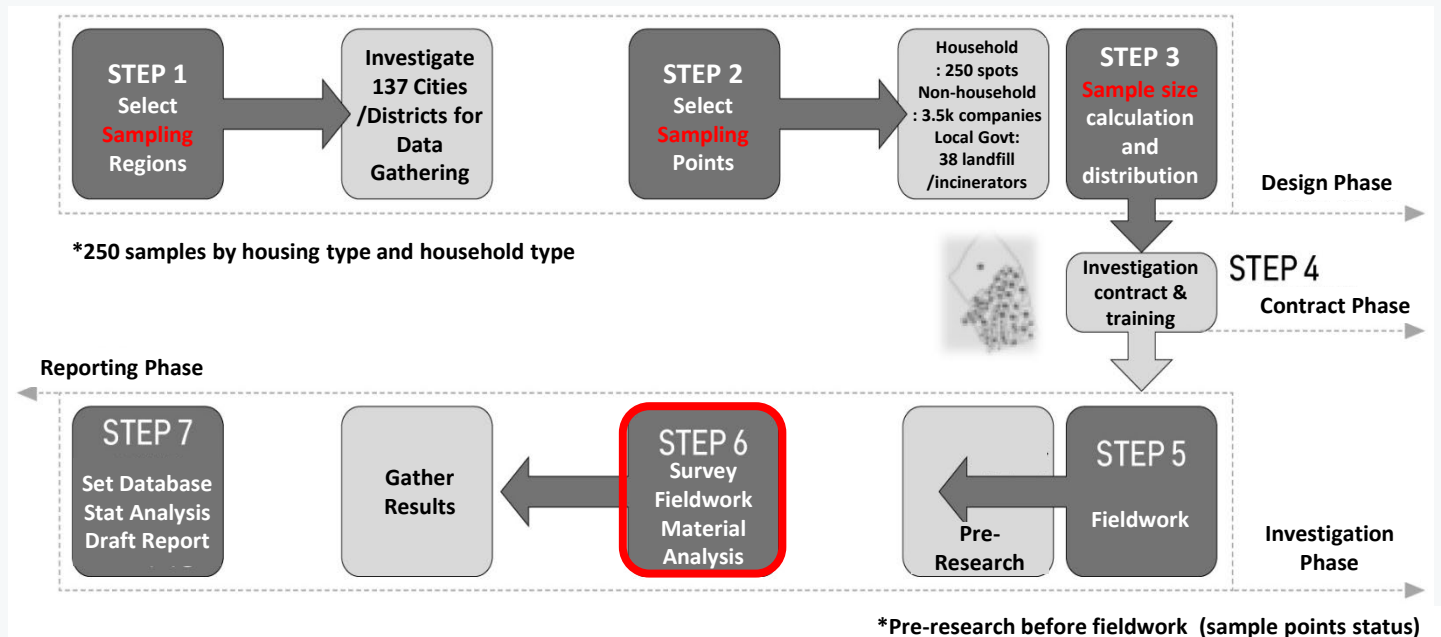 STEP 1
Select
Sampling
Regions
Investigate
137 Cities
/Districts for
Data
Gathering
STEP 2
Select
Sampling
Points
Household
: 250 spots
Non-household
: 3.5k companies
Local Govt:
38 landfill
/incinerators
STEP 3
Sample size
calculation
and
distribution
Design Phase
*250 samples by housing type and household type
Investigation
contract &
training
STEP 4
Contract Phase
Reporting Phase
STEP 7
Set Database
Stat Analysis
Draft Report
Gather
Results
STEP 6
Survey
Fieldwork
Material
Analysis
Pre-
Research
STEP 5
Fieldwork
Investigation
Phase
*Pre-research before fieldwork (sample points status)